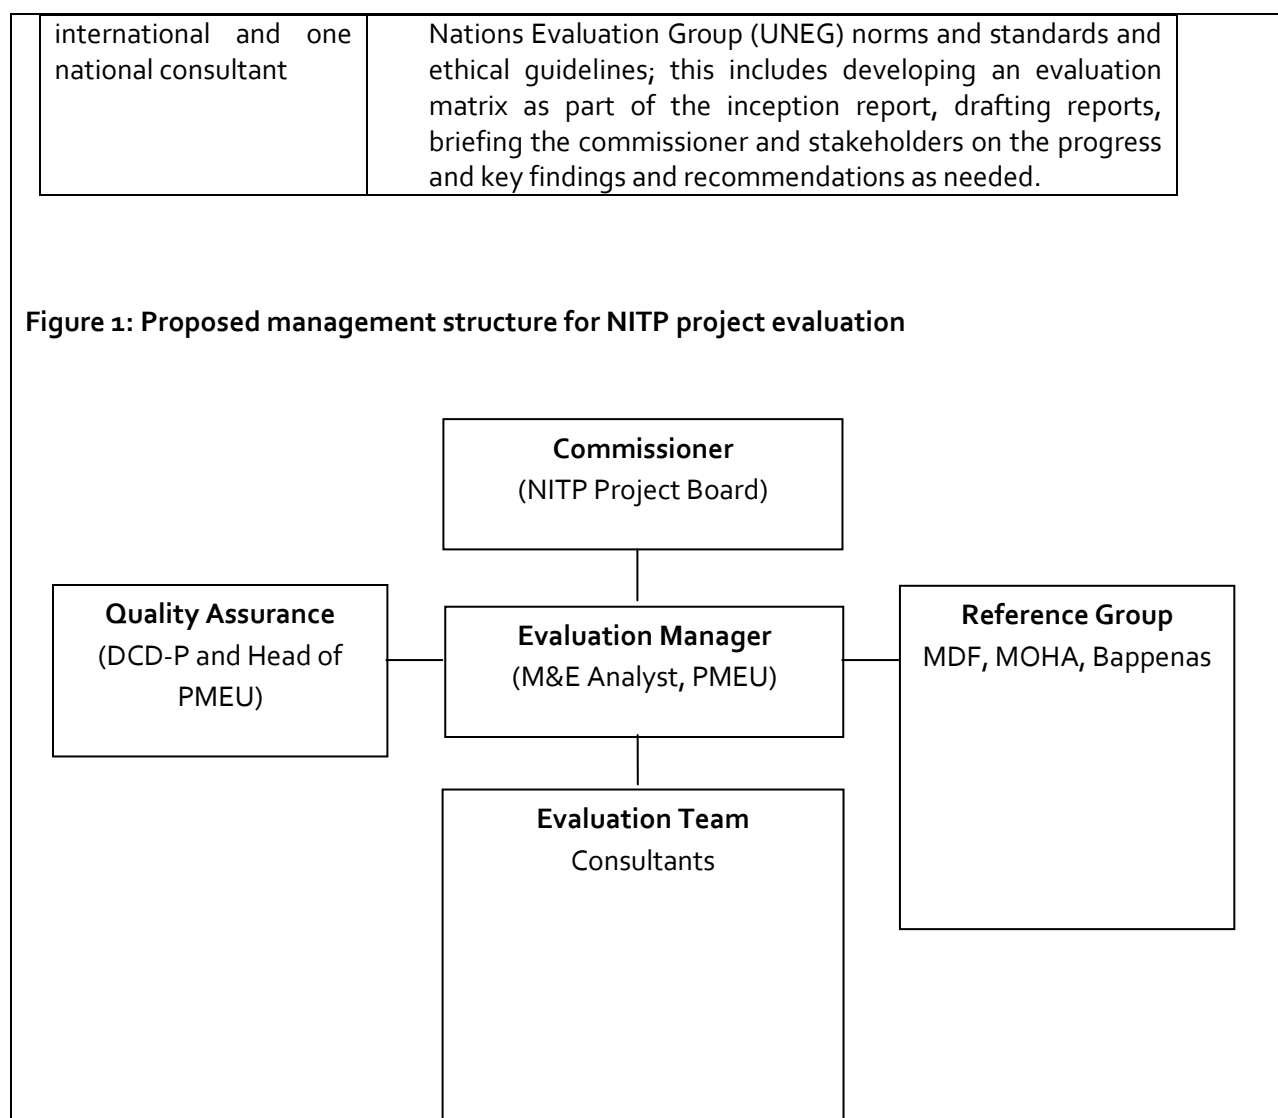 international and one
national consultant
Nations Evaluation Group (UNEG) norms and standards and
ethical guidelines; this includes developing an evaluation
matrix as part of the inception report, drafting reports,
briefing the commissioner and stakeholders on the progress
and key findings and recommendations as needed.
Figure 1: Proposed management structure for NITP project evaluation
Commissioner
(NITP Project Board)
Quality Assurance
(DCD-P and Head of
PMEU)
Evaluation Manager
(M&E Analyst, PMEU)
Reference Group
MDF, MOHA, Bappenas
Evaluation Team
Consultants